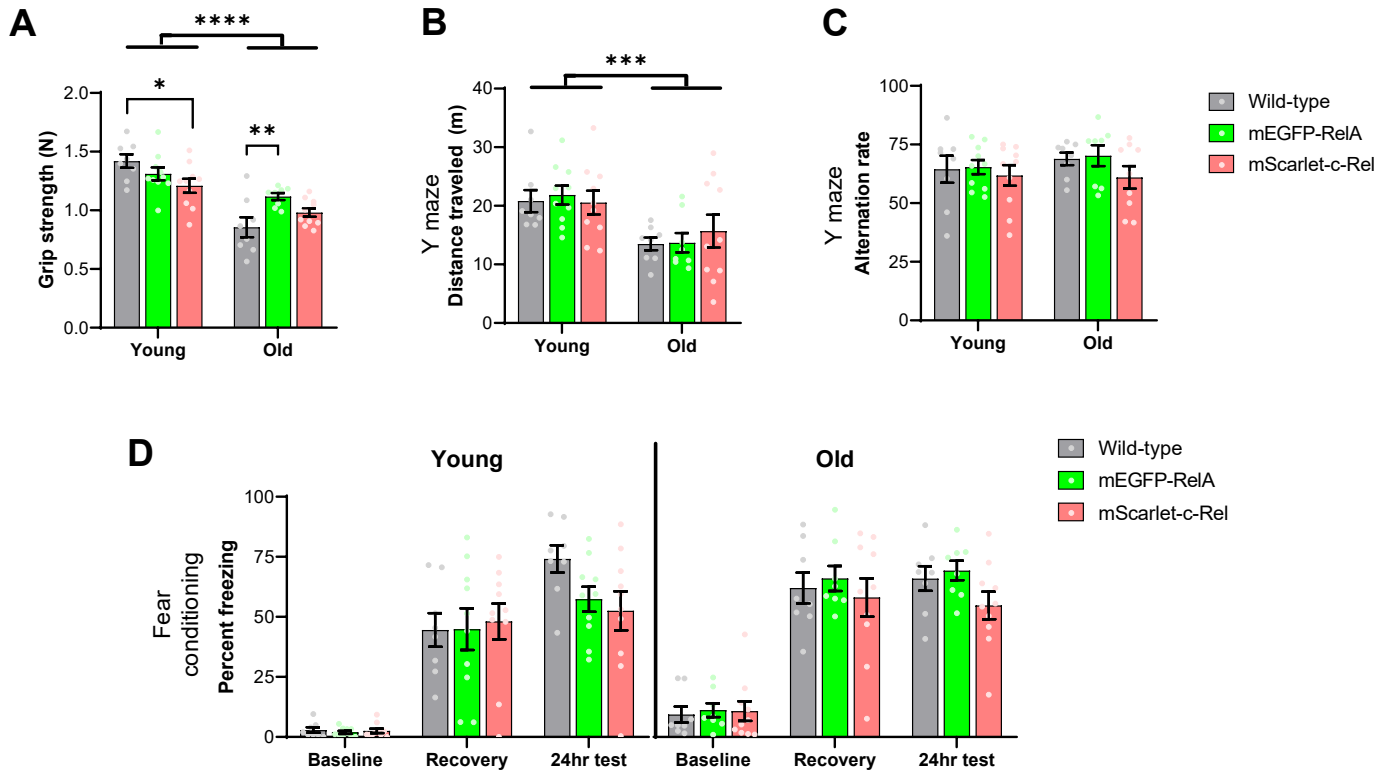 A
****
*
**
Grip strength (N)
2.0
1.5
1.0
0.5
0.0
Young
Old
B
***
Y maze
Distance traveled (m)
40
30
20
10
0
Young
Old
C
Y maze
Alternation rate
100
75
50
25
0
Young
Old
Wild-type
mEGFP-RelA
mScarlet-c-Rel
D
Young
Old
Fear
conditioning
Percent freezing
100
75
50
25
0
Baseline
Recovery
24hr test
Baseline
Recovery
24hr test
Wild-type
mEGFP-RelA
mScarlet-c-Rel